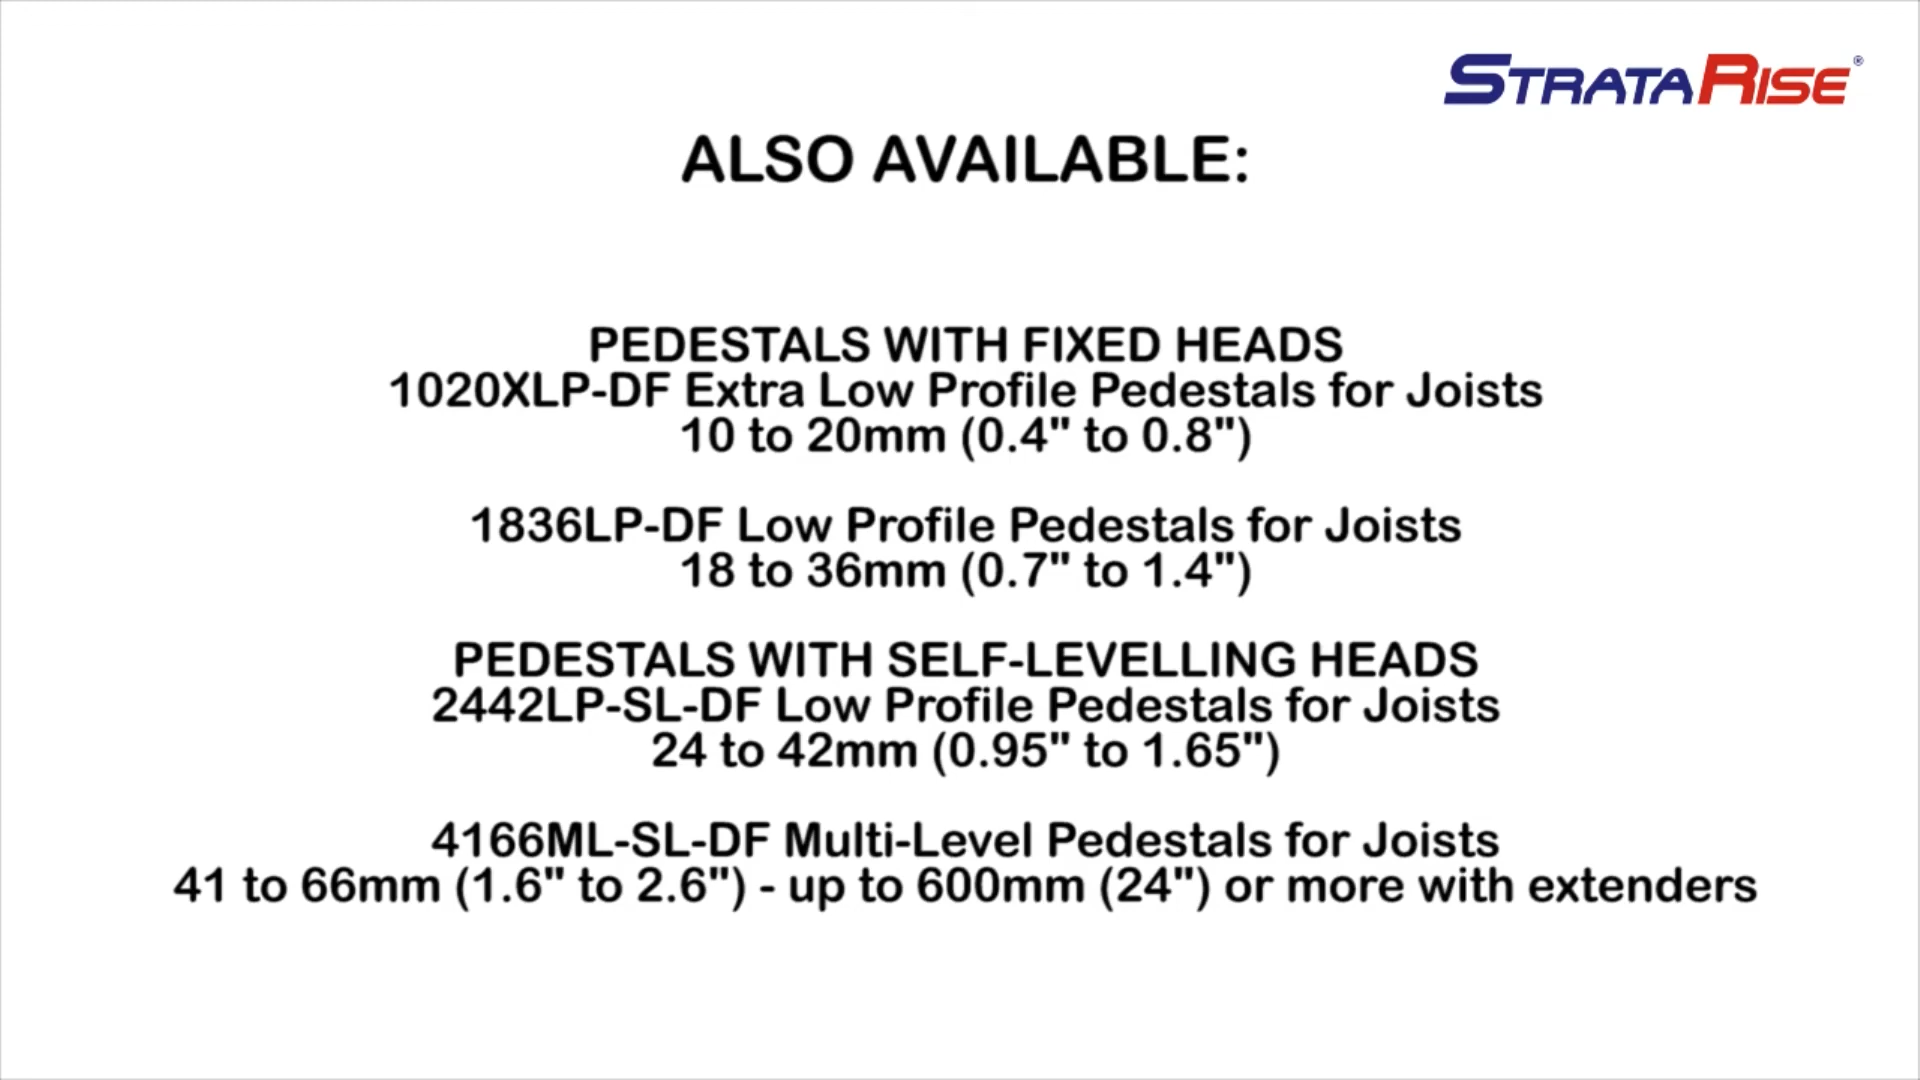 STRATARISE®
ALSO AVAILABLE:
PEDESTALS WITH FIXED HEADS
1020XLP-DF Extra Low Profile Pedestals for Joists
10 to 20mm (0.4" to 0.8")
1836LP-DF Low Profile Pedestals for Joists
18 to 36mm (0.7" to 1.4")
PEDESTALS WITH SELF-LEVELLING HEADS
2442LP-SL-DF Low Profile Pedestals for Joists
24 to 42mm (0.95" to 1.65")
4166ML-SL-DF Multi-Level Pedestals for Joists
41 to 66mm (1.6" to 2.6") - up to 600mm (24") or more with extenders